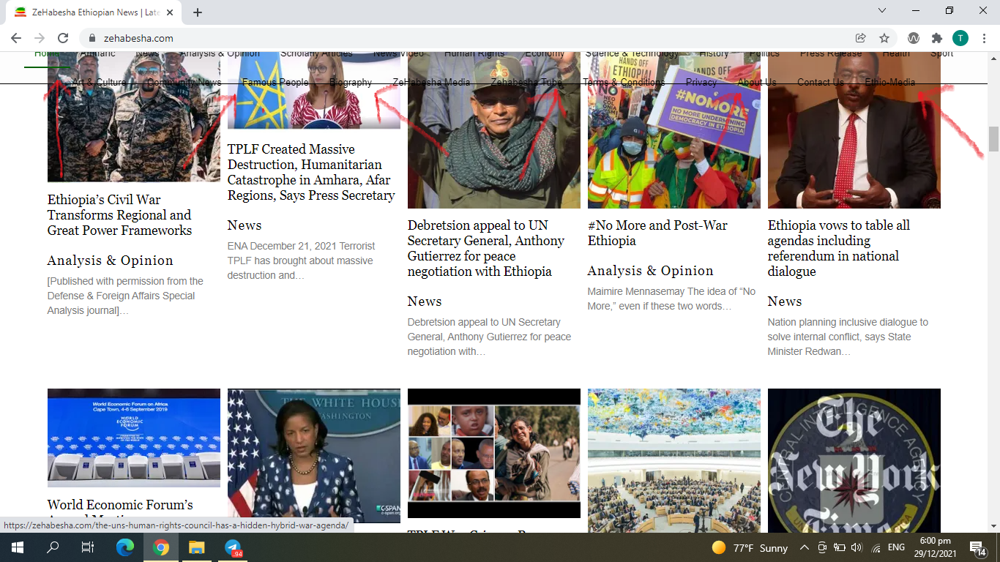 ZeHabesha Ethiopian News | Late
zehabesha.com
T
Home Amharic News Analysis & Opinion Scholarly Articles News Video Human Rights Economy Science & Technology History Politics Press Release Health Sport
Art & Culture Community News Famous People Biography ZeHabesha Media Zehabesha Tube Terms & Conditions Privacy About Us Contact Us Ethio-Media
HANDS OFF
ETHIOPIA!
HANDS OFF
#NOMORE
NO MORE UNDERMINING
DEMOCRACY IN ETHIOPIA
Ethiopia’s Civil War
Transforms Regional and
Great Power Frameworks
Analysis & Opinion
[Published with permission from the
Defense & Foreign Affairs Special
Analysis journal]…
TPLF Created Massive
Destruction, Humanitarian
Catastrophe in Amhara, Afar
Regions, Says Press Secretary
News
ENA December 21, 2021 Terrorist
TPLF has brought about massive
destruction and…
Debretsion appeal to UN
Secretary General, Anthony
Gutierrez for peace
negotiation with Ethiopia
News
Debretsion appeal to UN Secretary
General, Anthony Gutierrez for peace
negotiation with…
#No More and Post-War
Ethiopia
Analysis & Opinion
Maimire Mennasemay The idea of “No
More,” even if these two words…
Ethiopia vows to table all
agendas including
referendum in national
dialogue
News
Nation planning inclusive dialogue to
solve internal conflict, says State
Minister Redwan…
World Economic Forum on Africa
Cape Town, 4-6 September 2019
WORLD
ECONOMIC
FORUM
THE WHITE HOUSE
WASHINGTON
C-SPAN
c-span.org
CENTRAL INTELLIGENCE AGENCY
The
New York
Times
World Economic Forum’s
https://zehabesha.com/the-uns-human-rights-council-has-a-hidden-hybrid-war-agenda/
94
77°F Sunny
ENG
6:00 pm
29/12/2021
14